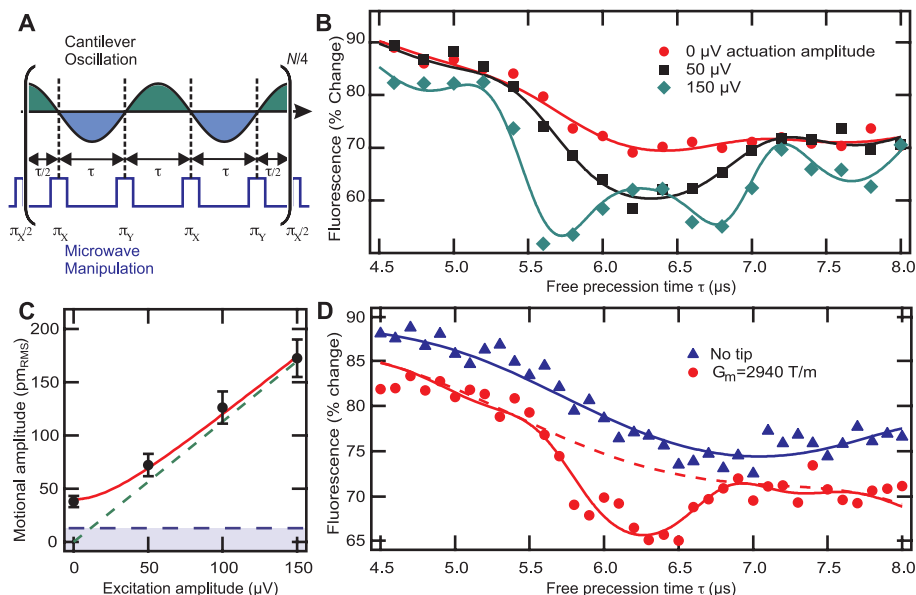 A
Cantilever
Oscillation
N/4
τ/2
τ
τ
τ
τ/2
π_X/2
π_X
π_Y
π_X
π_Y
π_X/2
Microwave
Manipulation
B
Fluorescence (% Change)
90
80
70
60
0 µV actuation amplitude
50 µV
150 µV
4.5 5.0 5.5 6.0 6.5 7.0 7.5 8.0
Free precession time τ (µs)
C
Motional amplitude (pm_RMS)
200
150
100
50
0
0 50 100 150
Excitation amplitude (µV)
D
Fluorescence (% change)
90
85
80
75
70
65
No tip
G_m=2940 T/m
4.5 5.0 5.5 6.0 6.5 7.0 7.5 8.0
Free precession time τ (µs)